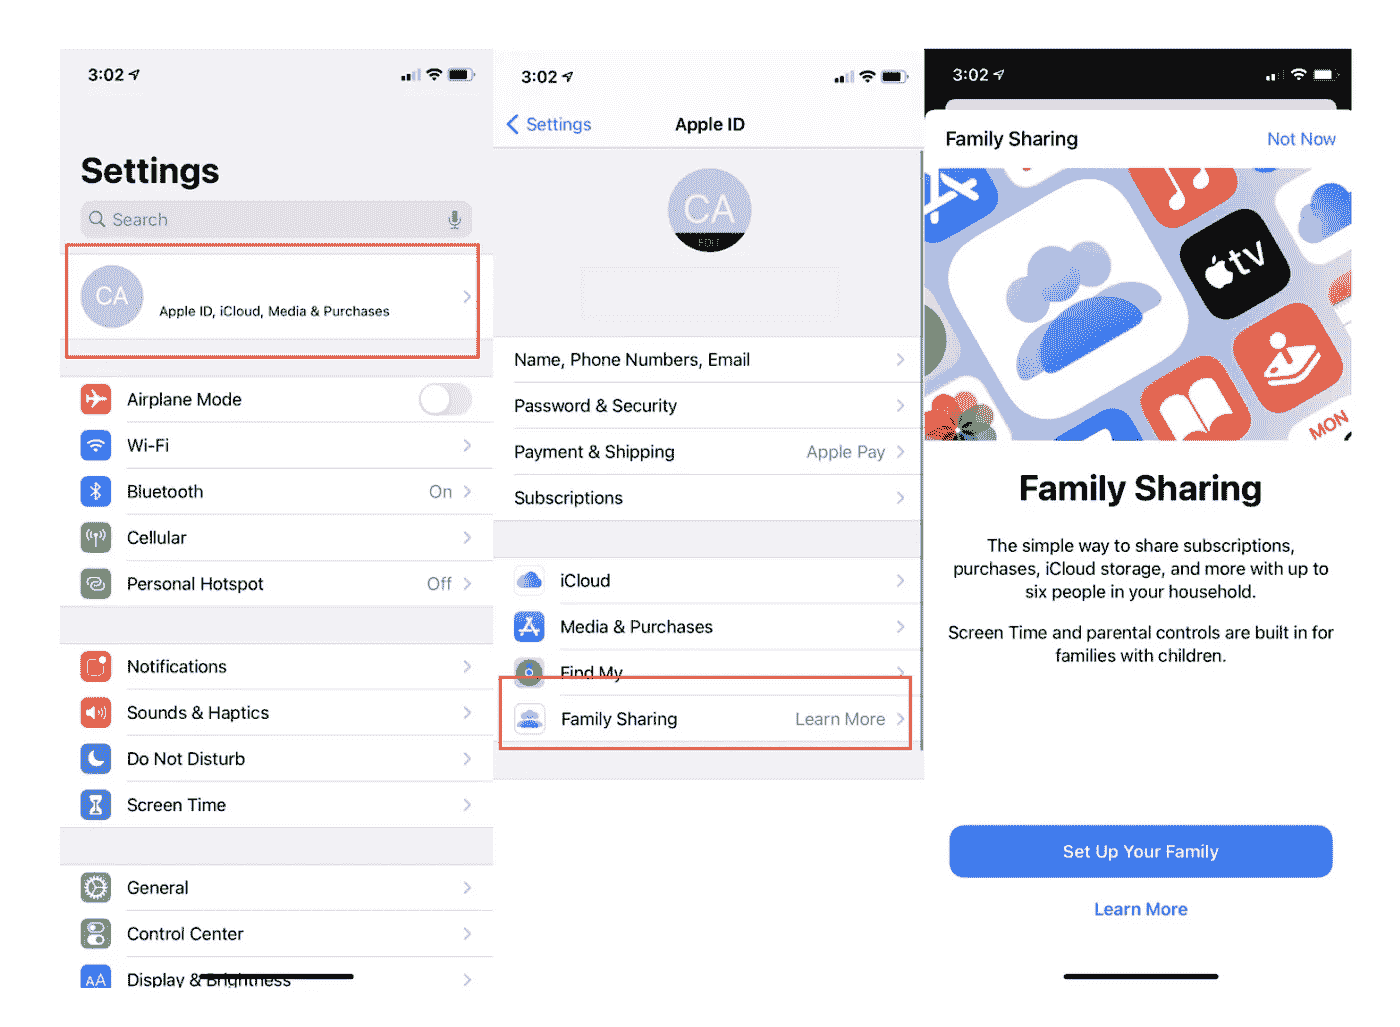 3:02
Settings
Search
CA
Apple ID, iCloud, Media & Purchases
Airplane Mode
Wi-Fi
Bluetooth On
Cellular
Personal Hotspot Off
Notifications
Sounds & Haptics
Do Not Disturb
Screen Time
General
Control Center
AA Display & Brightness
3:02
Settings Apple ID
CA
EDIT
Name, Phone Numbers, Email
Password & Security
Payment & Shipping Apple Pay
Subscriptions
iCloud
Media & Purchases
Find My
Family Sharing Learn More
3:02
Family Sharing Not Now
tv
MON
Family Sharing
The simple way to share subscriptions,
purchases, iCloud storage, and more with up to
six people in your household.
Screen Time and parental controls are built in for
families with children.
Set Up Your Family
Learn More